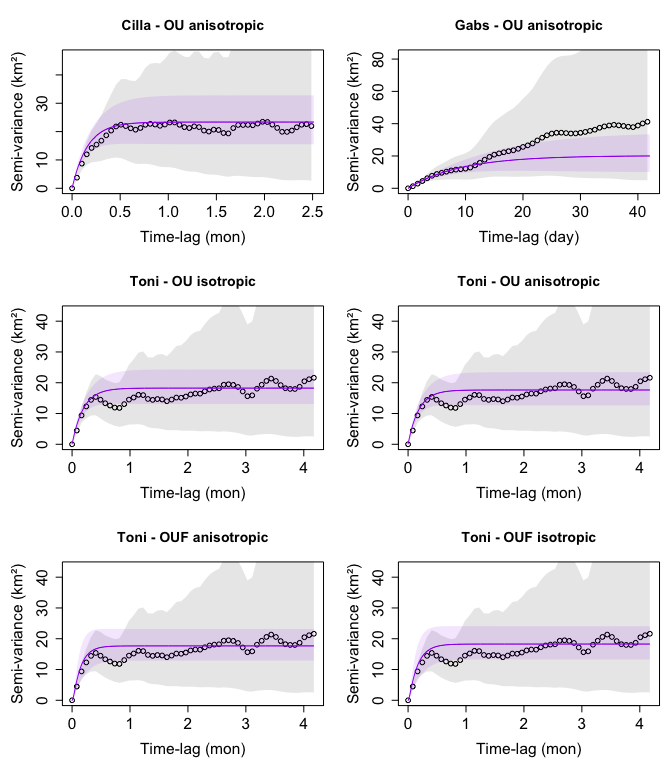 Cilla - OU anisotropic
Semi-variance (km²)
0 10 30
0.0 0.5 1.0 1.5 2.0 2.5
Time-lag (mon)
Gabs - OU anisotropic
Semi-variance (km²)
0 20 40 60 80
0 10 20 30 40
Time-lag (day)
Toni - OU isotropic
Semi-variance (km²)
0 10 20 30 40
0 1 2 3 4
Time-lag (mon)
Toni - OU anisotropic
Semi-variance (km²)
0 10 20 30 40
0 1 2 3 4
Time-lag (mon)
Toni - OUF anisotropic
Semi-variance (km²)
0 10 20 30 40
0 1 2 3 4
Time-lag (mon)
Toni - OUF isotropic
Semi-variance (km²)
0 10 20 30 40
0 1 2 3 4
Time-lag (mon)